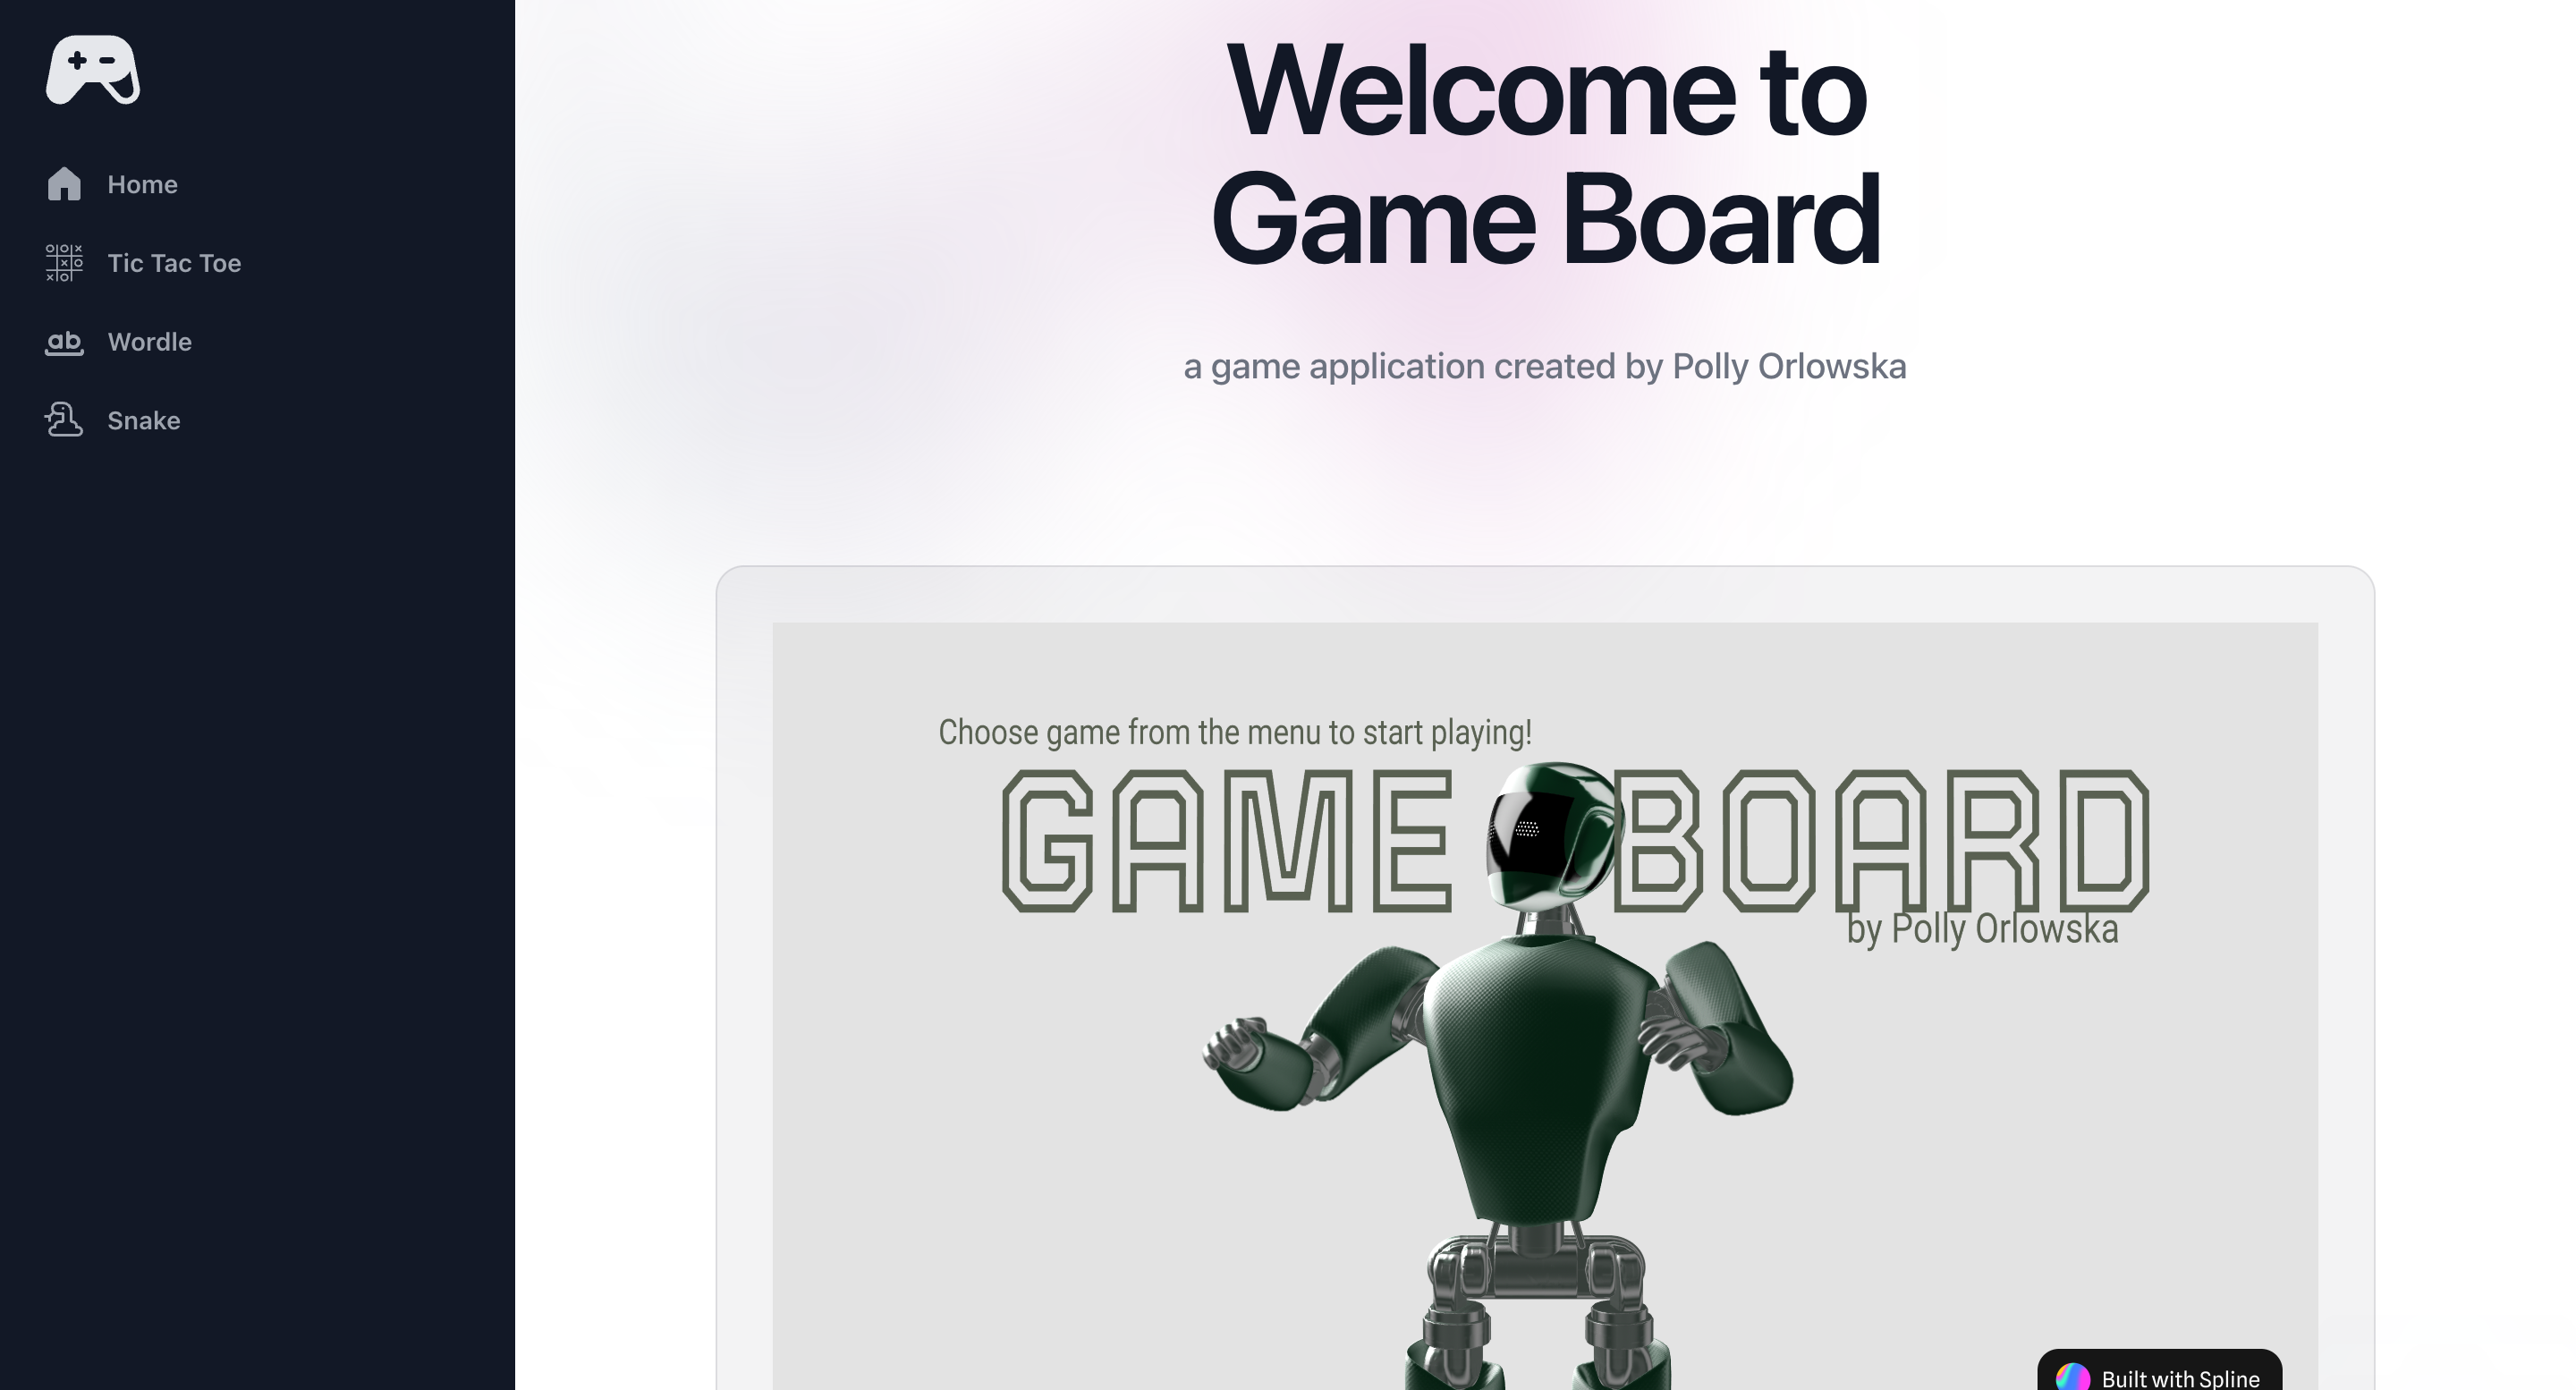 Home
Tic Tac Toe
ab
Wordle
Snake
Welcome to
Game Board
a game application created by Polly Orlowska
Choose game from the menu to start playing!
GAME BOARD
by Polly Orlowska
Built with Spline